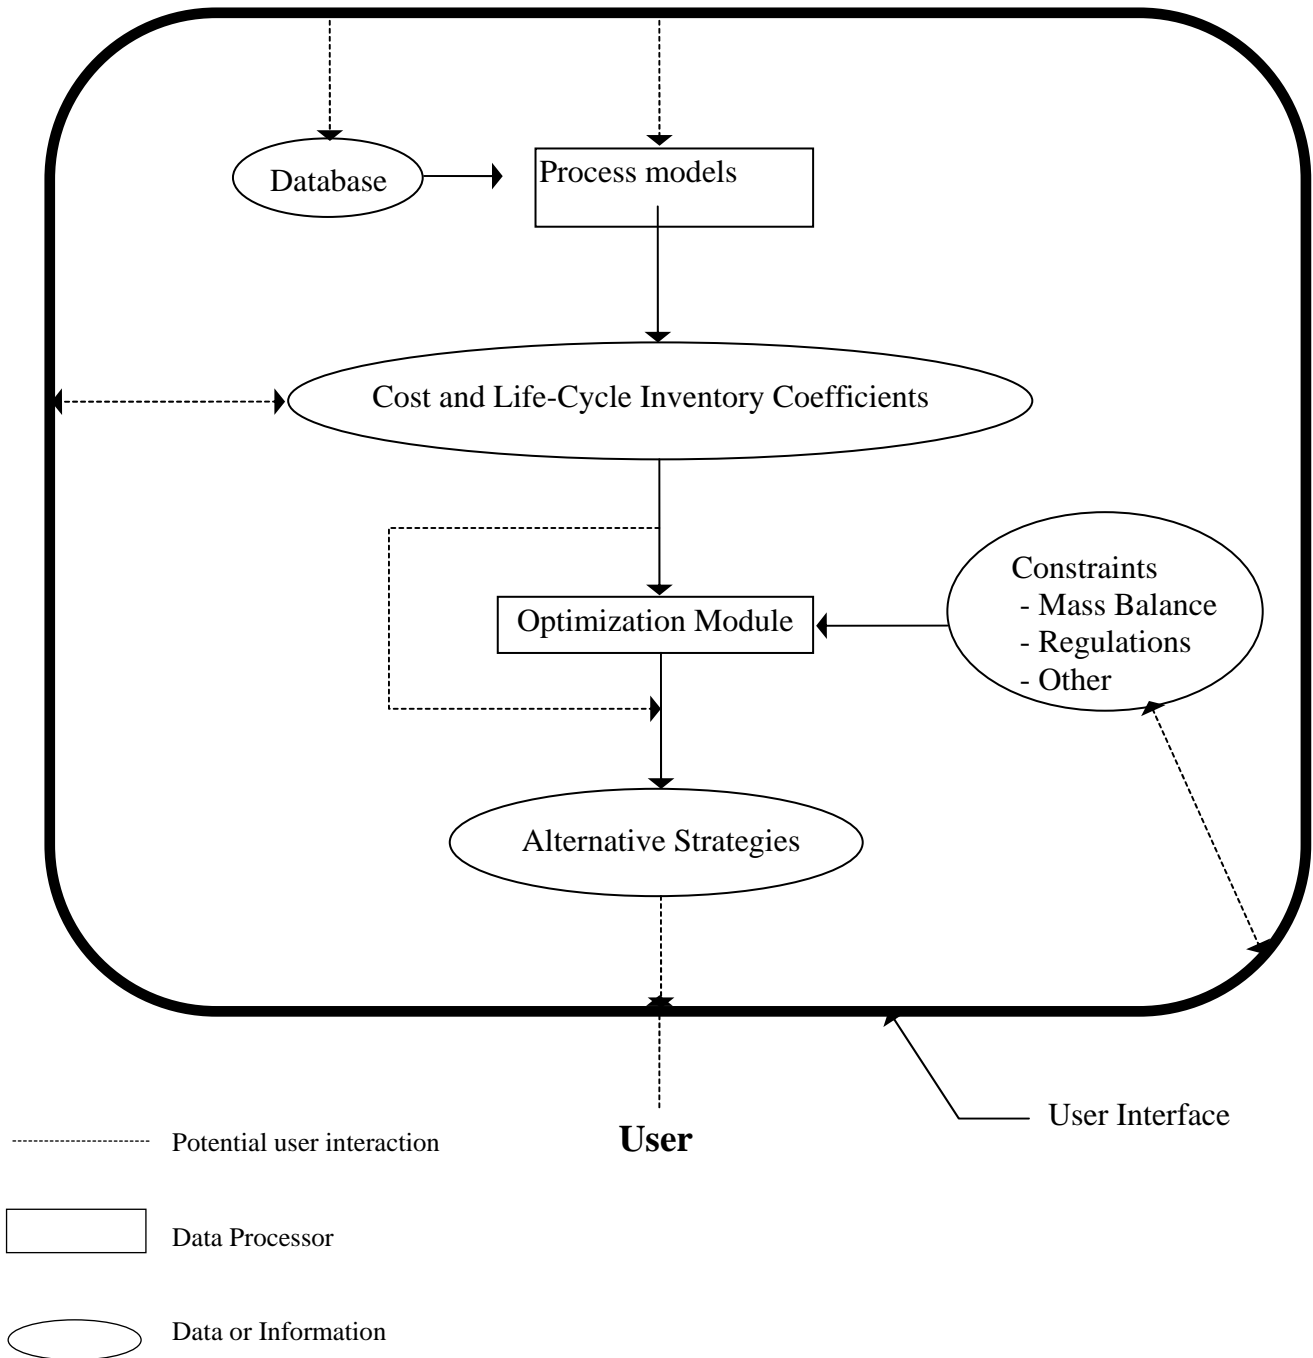 Database
Process models
Cost and Life-Cycle Inventory Coefficients
Constraints
- Mass Balance
- Regulations
- Other
Optimization Module
Alternative Strategies
User Interface
User
Potential user interaction
Data Processor
Data or Information